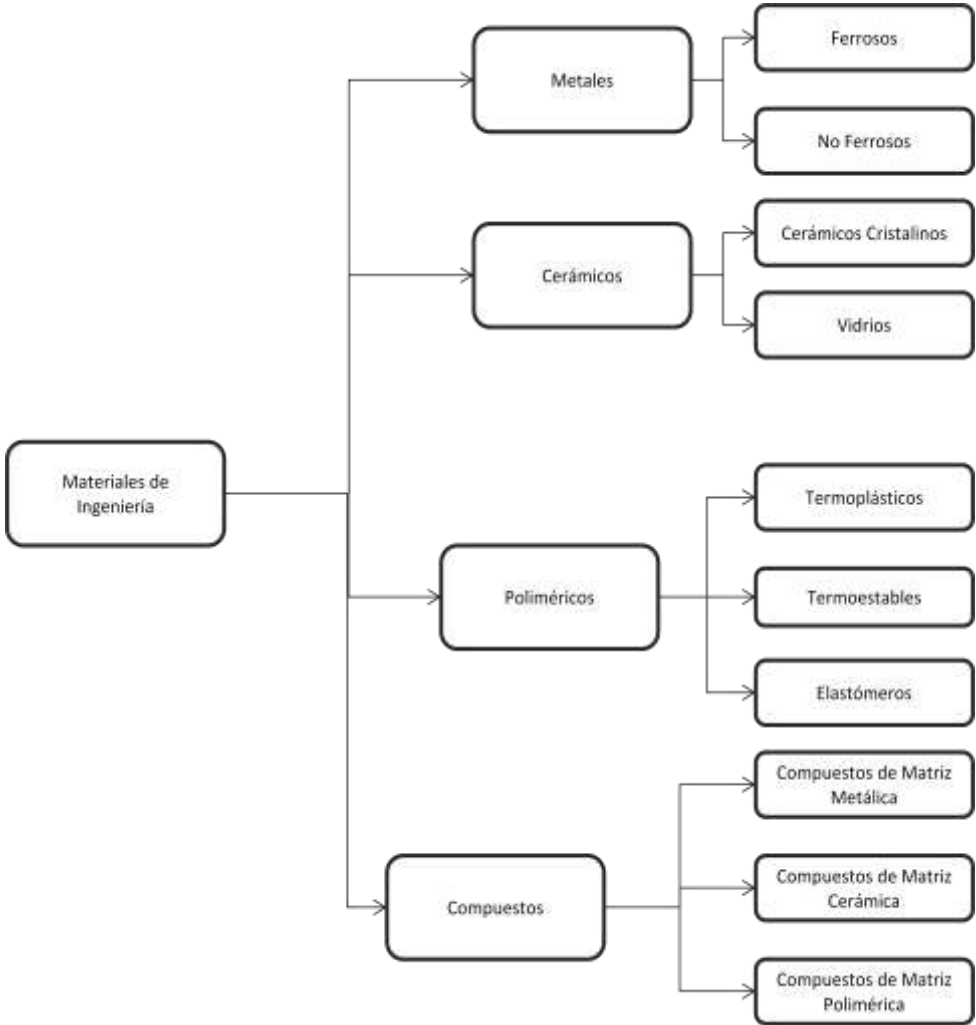 Ferrosos
Metales
No Ferrosos
Cerámicos Cristalinos
Cerámicos
Vidrios
Materiales de
Ingeniería
Termoplásticos
Poliméricos
Termoestables
Elastómeros
Compuestos de Matriz
Metálica
Compuestos
Compuestos de Matriz
Cerámica
Compuestos de Matriz
Polimérica